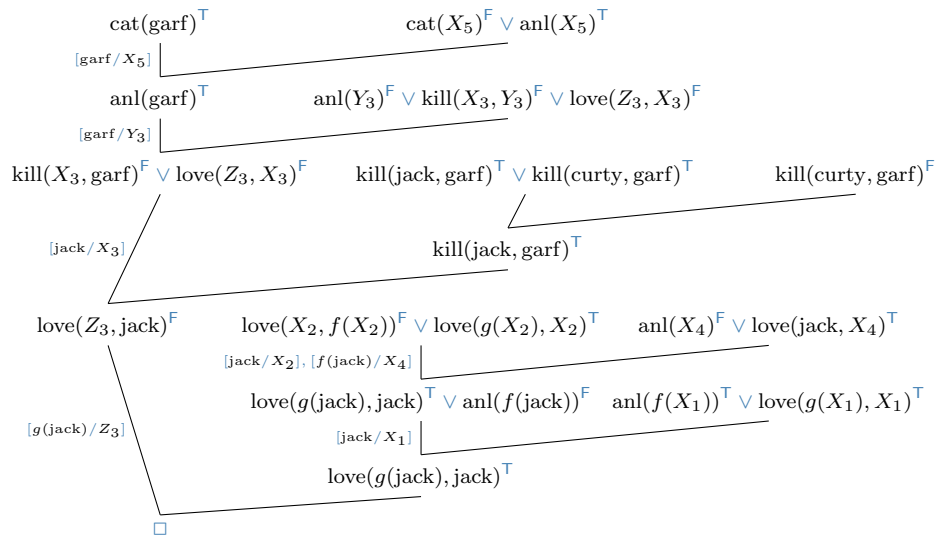 cat(garf)^T cat(X_5)^F ∨ anl(X_5)^T
[garf/X_5]
anl(garf)^T anl(Y_3)^F ∨ kill(X_3, Y_3)^F ∨ love(Z_3, X_3)^F
[garf/Y_3]
kill(X_3, garf)^F ∨ love(Z_3, X_3)^F kill(jack, garf)^T ∨ kill(curty, garf)^T kill(curty, garf)^F
[jack/X_3]
kill(jack, garf)^T
love(Z_3, jack)^F love(X_2, f(X_2))^F ∨ love(g(X_2), X_2)^T anl(X_4)^F ∨ love(jack, X_4)^T
[jack/X_2], [f(jack)/X_4]
love(g(jack), jack)^T ∨ anl(f(jack))^F anl(f(X_1))^T ∨ love(g(X_1), X_1)^T
[g(jack)/Z_3] [jack/X_1]
love(g(jack), jack)^T
□